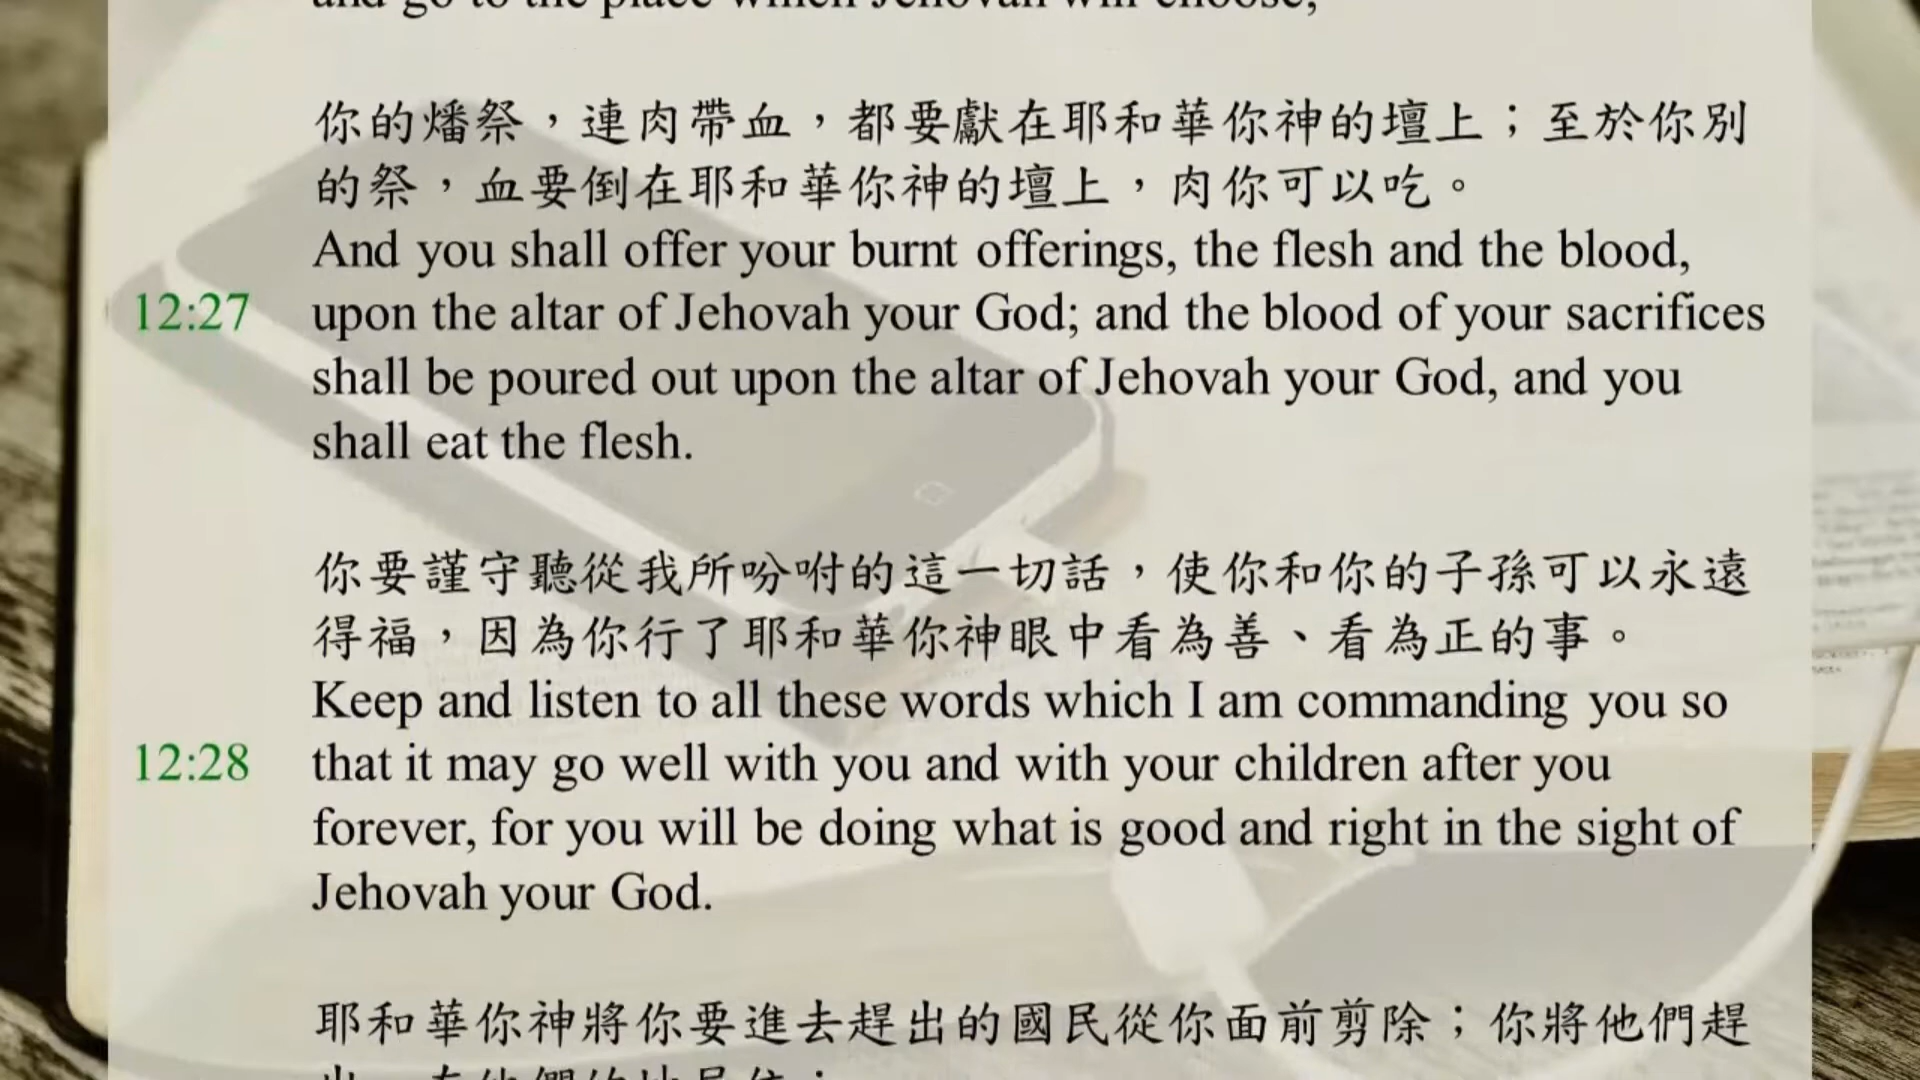 and go to the place which Jehovah will choose,
你的燔祭，連肉帶血，都要獻在耶和華你神的壇上；至於你別
的祭，血要倒在耶和華你神的壇上，肉你可以吃。
And you shall offer your burnt offerings, the flesh and the blood,
12:27 upon the altar of Jehovah your God; and the blood of your sacrifices
shall be poured out upon the altar of Jehovah your God, and you
shall eat the flesh.
你要謹守聽從我所吩咐的這一切話，使你和你的子孫可以永遠
得福，因為你行了耶和華你神眼中看為善、看為正的事。
Keep and listen to all these words which I am commanding you so
12:28 that it may go well with you and with your children after you
forever, for you will be doing what is good and right in the sight of
Jehovah your God.
耶和華你神將你要進去趕出的國民從你面前剪除；你將他們趕